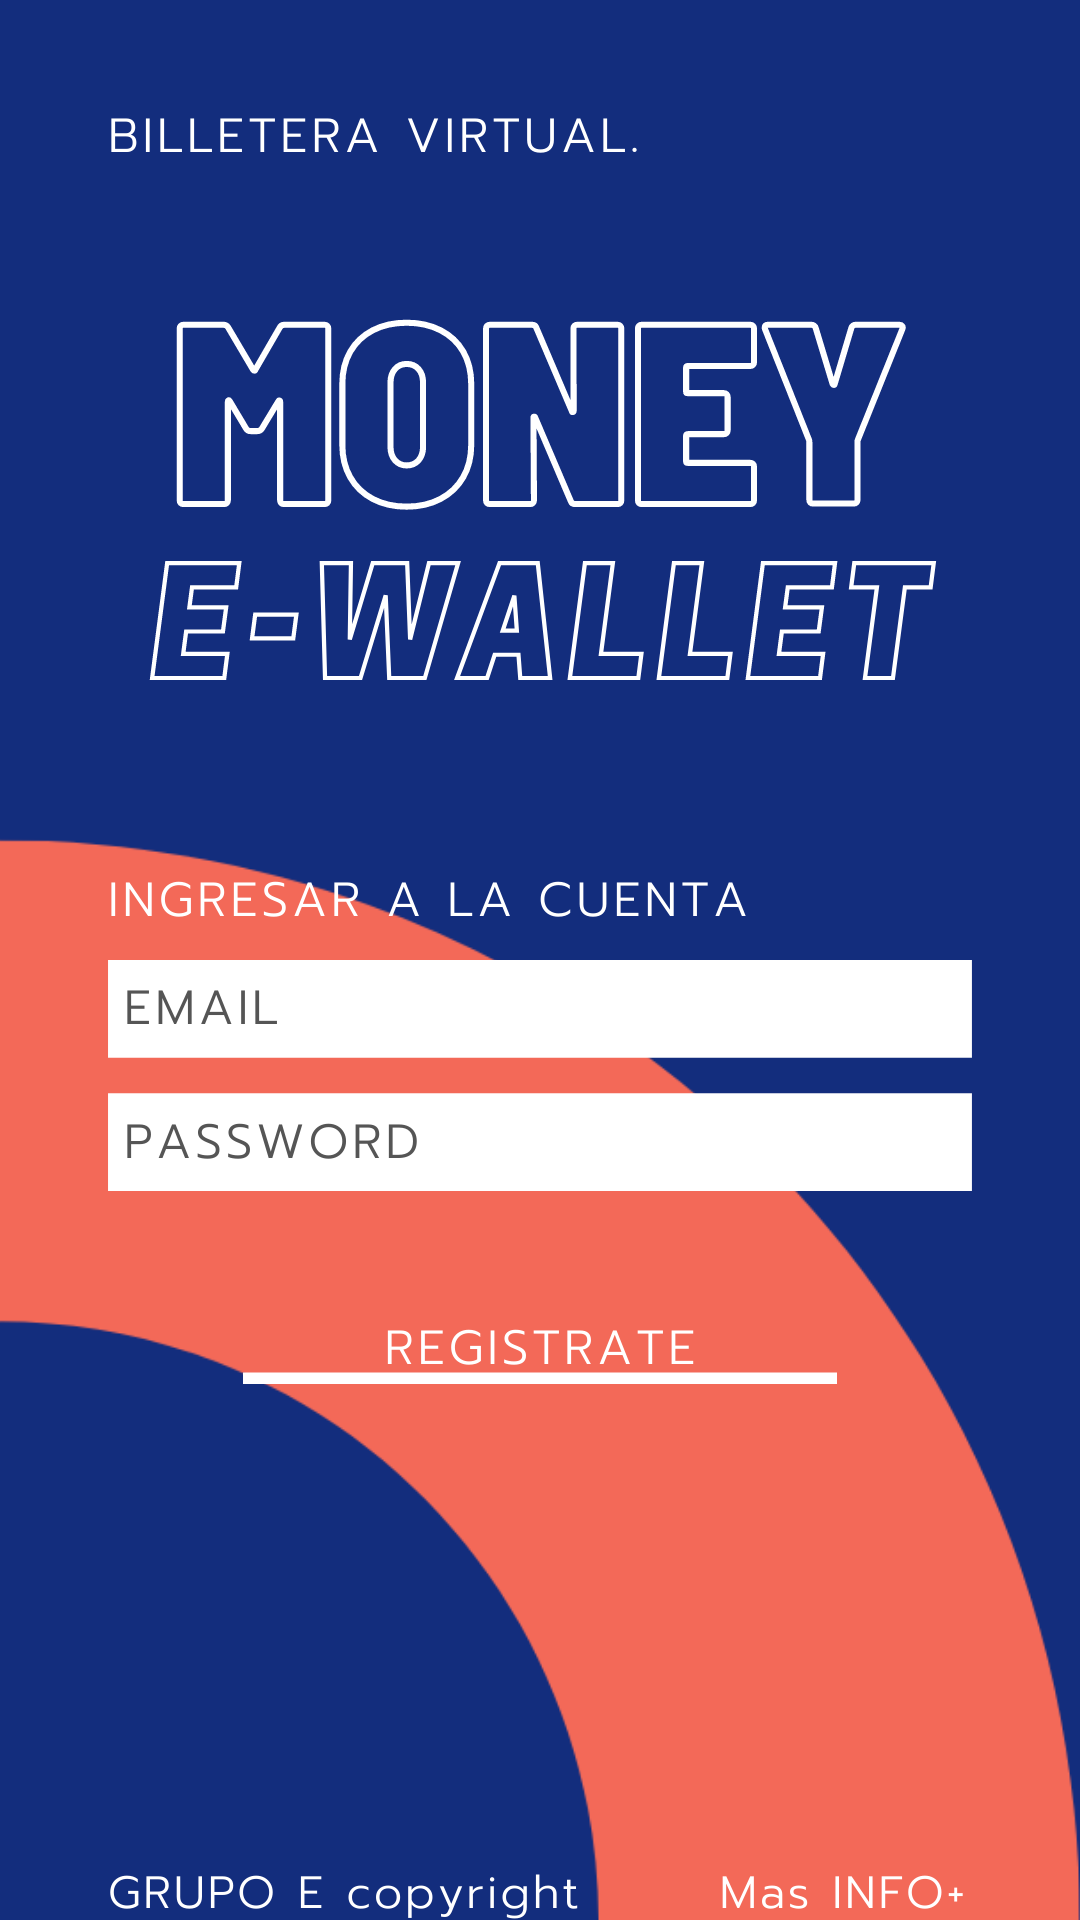 BILLETERA VIRTUAL.
MONEY
E-WALLET
INGRESAR A LA CUENTA
EMAIL
PASSWORD
REGISTRATE
GRUPO E copyright
Mas INFO+